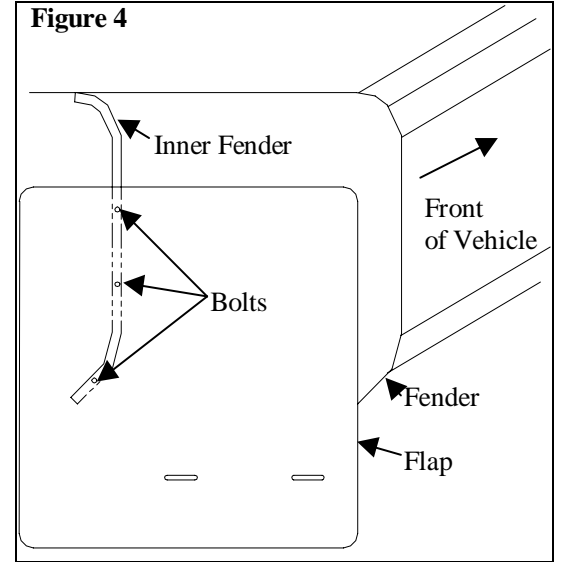 Figure 4
Inner Fender
Front
of Vehicle
Bolts
Fender
Flap